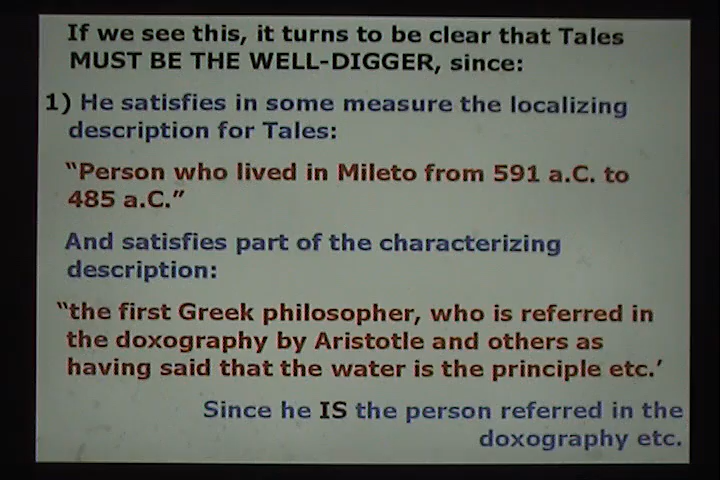 If we see this, it turns to be clear that Tales
MUST BE THE WELL-DIGGER, since:
1) He satisfies in some measure the localizing
description for Tales:
“Person who lived in Mileto from 591 a.C. to
485 a.C.”
And satisfies part of the characterizing
description:
“the first Greek philosopher, who is referred in
the doxography by Aristotle and others as
having said that the water is the principle etc.’
Since he IS the person referred in the
doxography etc.